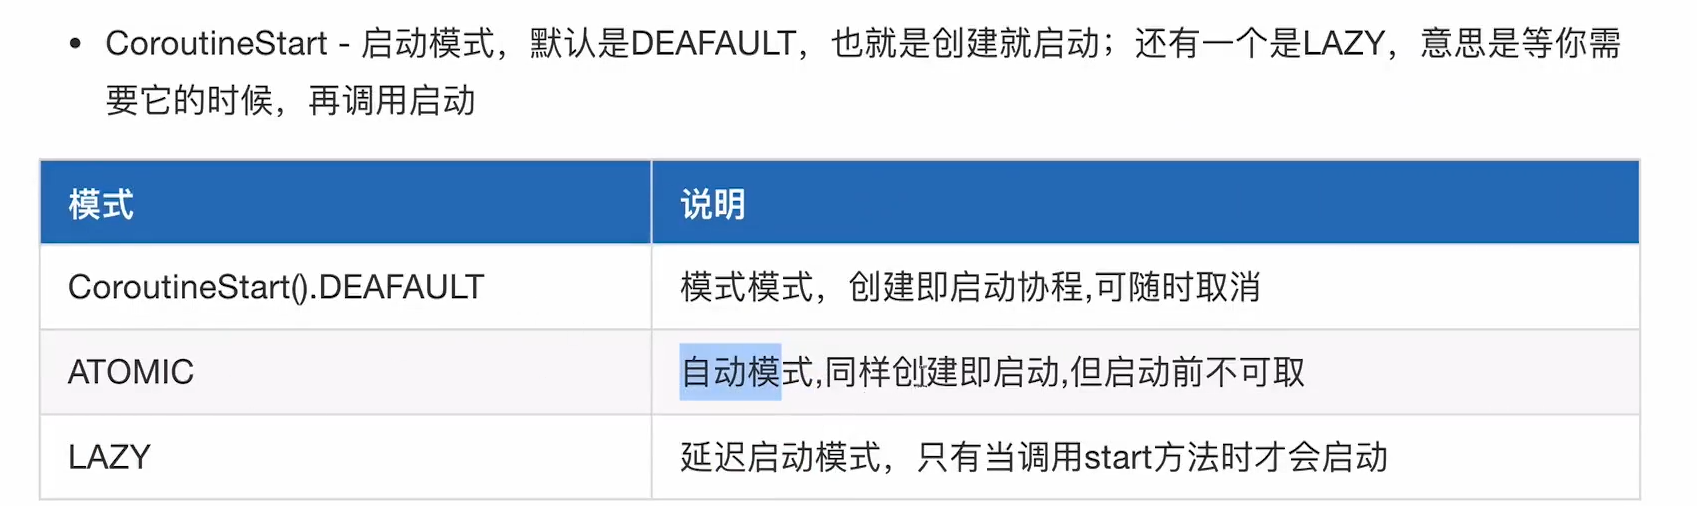 • CoroutineStart - 启动模式，默认是DEAFAULT，也就是创建就启动；还有一个是LAZY，意思是等你需
要它的时候，再调用启动
模式 说明
CoroutineStart().DEAFAULT 模式模式，创建即启动协程,可随时取消
ATOMIC 自动模式,同样创建即启动,但启动前不可取
LAZY 延迟启动模式，只有当调用start方法时才会启动